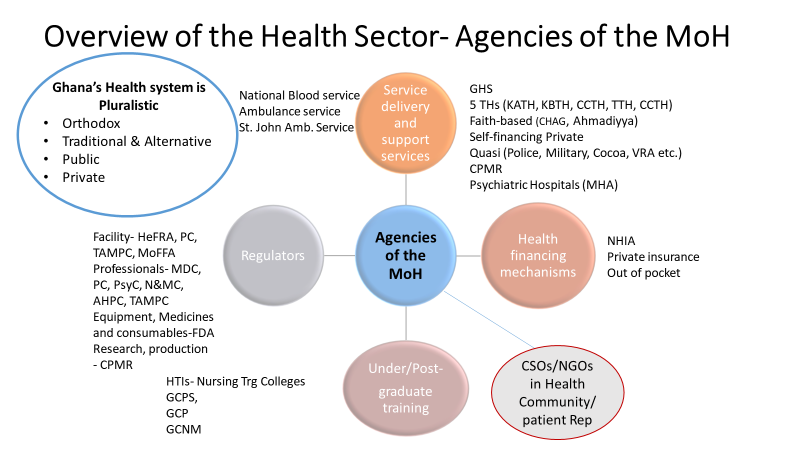 Overview of the Health Sector- Agencies of the MoH
Ghana's Health system is
Pluralistic
• Orthodox
• Traditional & Alternative
• Public
• Private
National Blood service
Ambulance service
St. John Amb. Service
Service
delivery
and
support
services
GHS
5 THs (KATH, KBTH, CCTH, TTH, CCTH)
Faith-based (CHAG, Ahmadiyya)
Self-financing Private
Quasi (Police, Military, Cocoa, VRA etc.)
CPMR
Psychiatric Hospitals (MHA)
Facility- HeFRA, PC,
TAMPC, MoFFA
Professionals- MDC,
PC, PsyC, N&MC,
AHPC, TAMPC
Equipment, Medicines
and consumables-FDA
Research, production
- CPMR
Regulators
Agencies
of the
MoH
Health
financing
mechanisms
NHIA
Private insurance
Out of pocket
HTIs- Nursing Trg Colleges
GCPS,
GCP
GCNM
Under/Post-
graduate
training
CSOs/NGOs
in Health
Community/
patient Rep